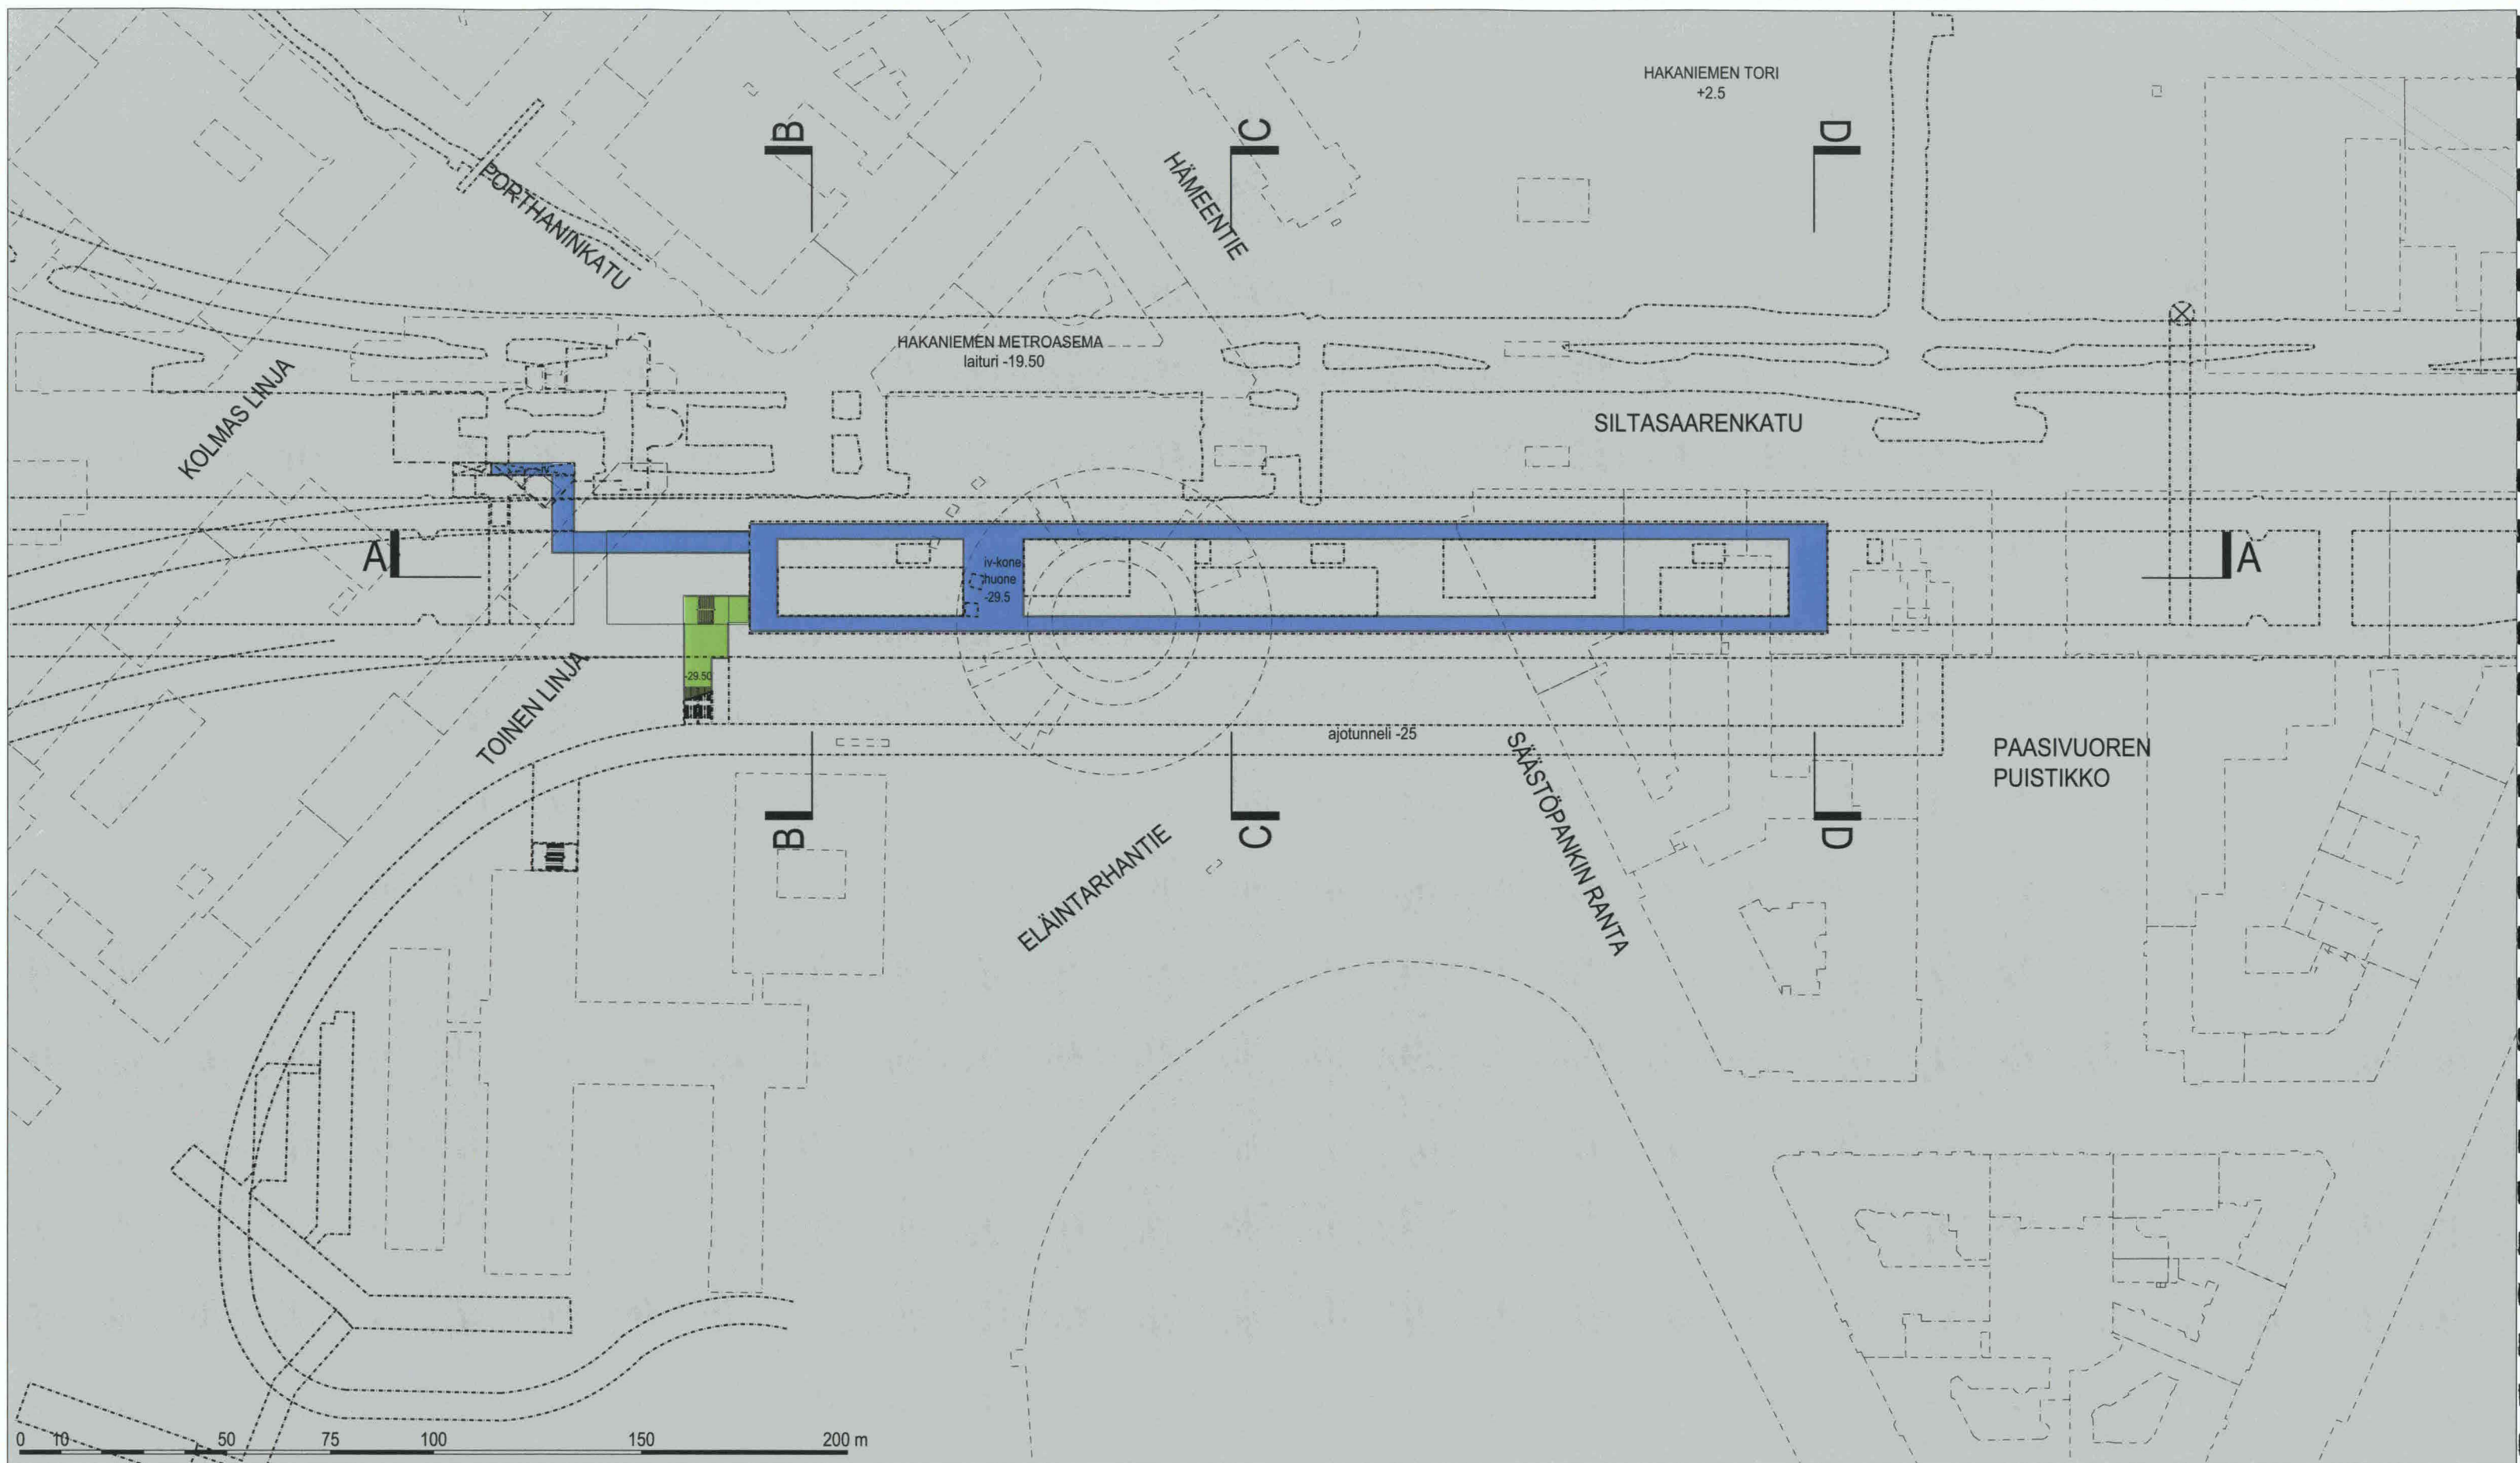 HAKANIEMEN TORI
+2.5
B
C
D
PORTHANINKATU
HÄMEENTIE
HAKANIEMEN METROASEMA
laituri -19.50
KOLMAS LINJA
SILTASAARENKATU
A
A
iv-kone
huone
-29.5
-29.50
TOINEN LINJA
ajotunneli -25
SÄÄSTÖPANKIN RANTA
PAASIVUOREN
PUISTIKKO
B
C
D
ELÄINTARHANTIE
0 10 50 75 100 150 200 m